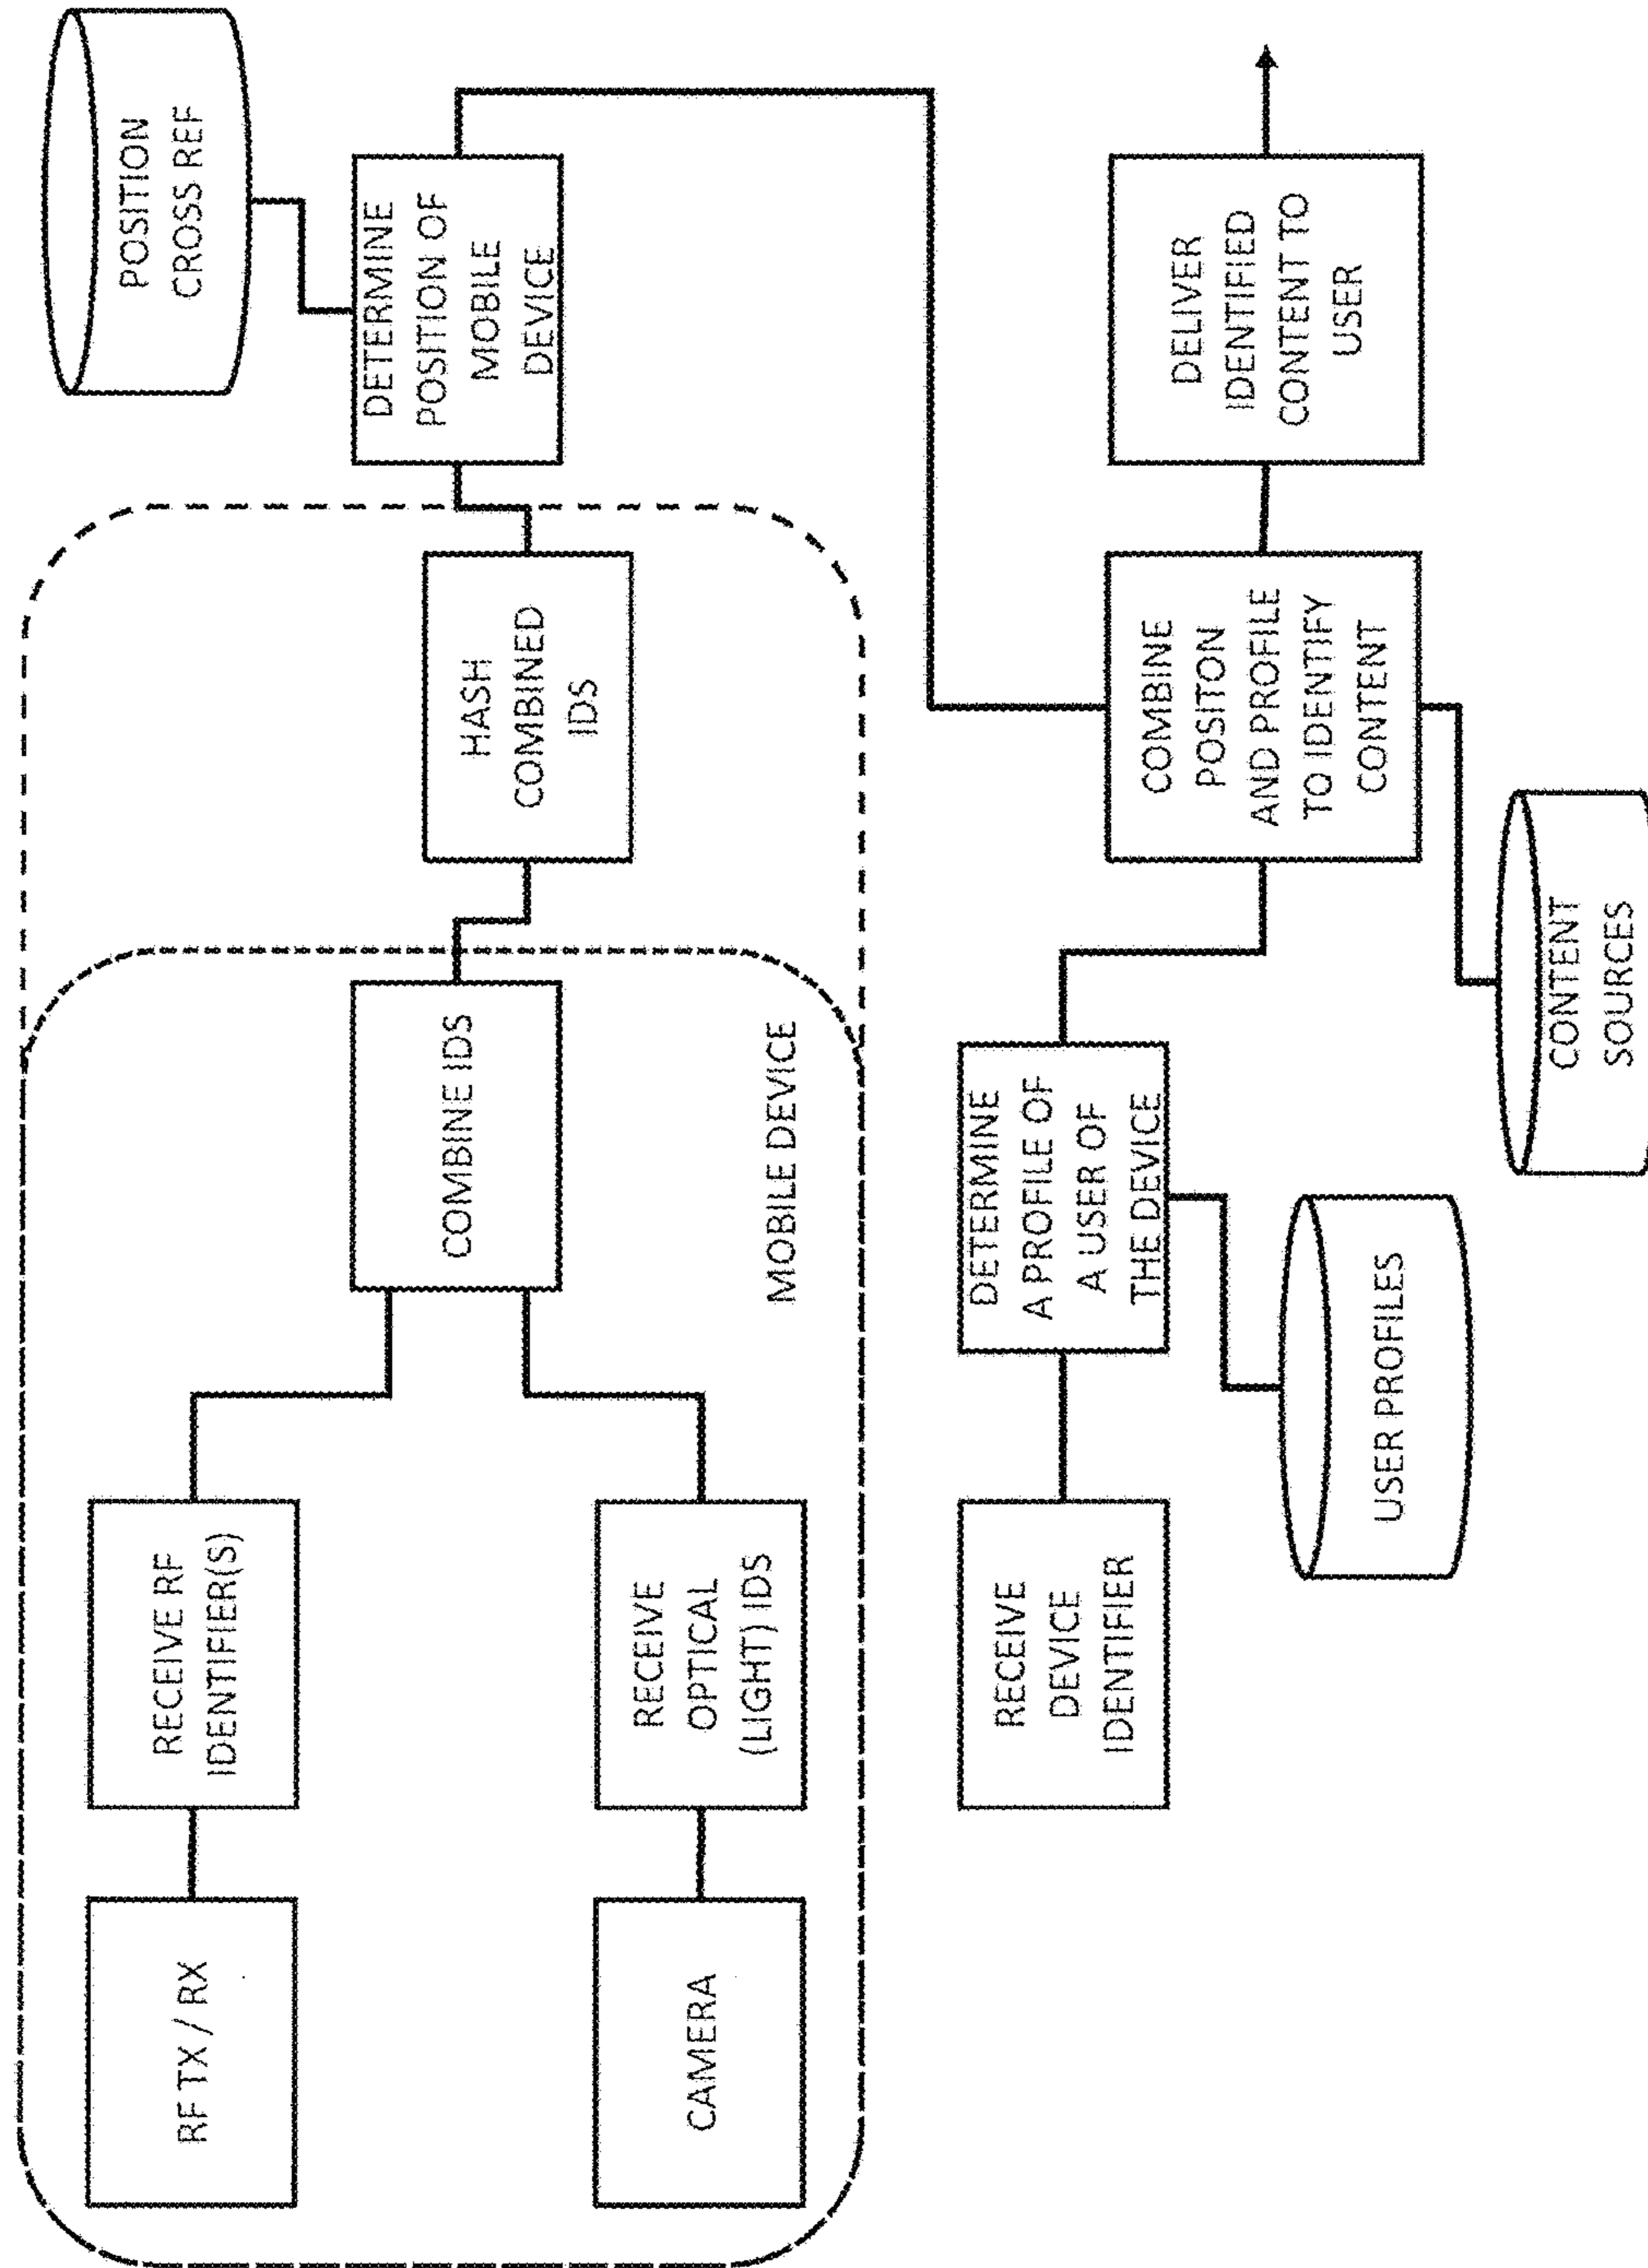 RF TX / RX
RECEIVE RF
IDENTIFIER(S)
CAMERA
RECEIVE
OPTICAL
(LIGHT) IDS
COMBINE IDS
MOBILE DEVICE
HASH
COMBINED
IDS
DETERMINE
POSITION OF
MOBILE
DEVICE
POSITION
CROSS REF
RECEIVE
DEVICE
IDENTIFIER
DETERMINE
A PROFILE OF
A USER OF
THE DEVICE
USER PROFILES
COMBINE
POSITON
AND PROFILE
TO IDENTIFY
CONTENT
CONTENT
SOURCES
DELIVER
IDENTIFIED
CONTENT TO
USER